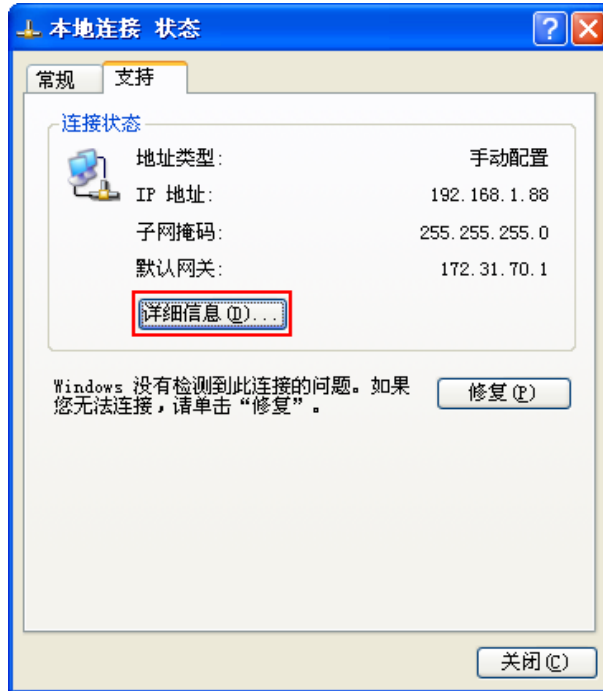 本地连接 状态
常规
支持
连接状态
地址类型: 手动配置
IP 地址: 192.168.1.88
子网掩码: 255.255.255.0
默认网关: 172.31.70.1
详细信息(D)...
Windows 没有检测到此连接的问题。如果
您无法连接，请单击“修复”。
修复(P)
关闭(C)